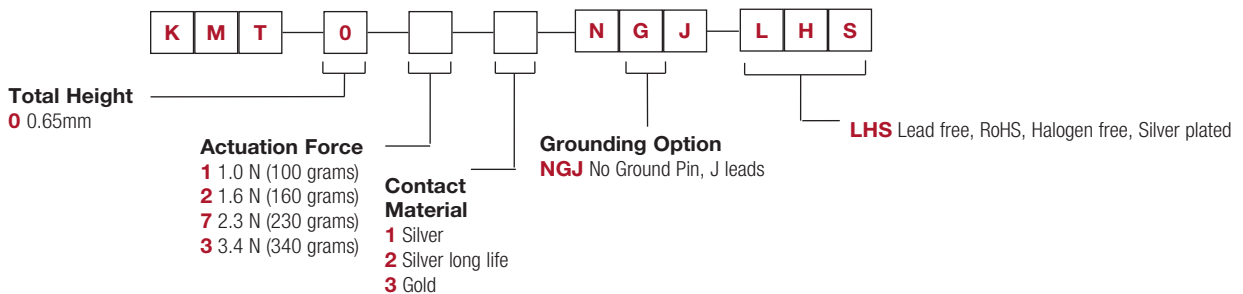 K M T 0 N G J L H S
Total Height
0 0.65mm
Actuation Force
1 1.0 N (100 grams)
2 1.6 N (160 grams)
7 2.3 N (230 grams)
3 3.4 N (340 grams)
Contact
Material
1 Silver
2 Silver long life
3 Gold
Grounding Option
NGJ No Ground Pin, J leads
LHS Lead free, RoHS, Halogen free, Silver plated